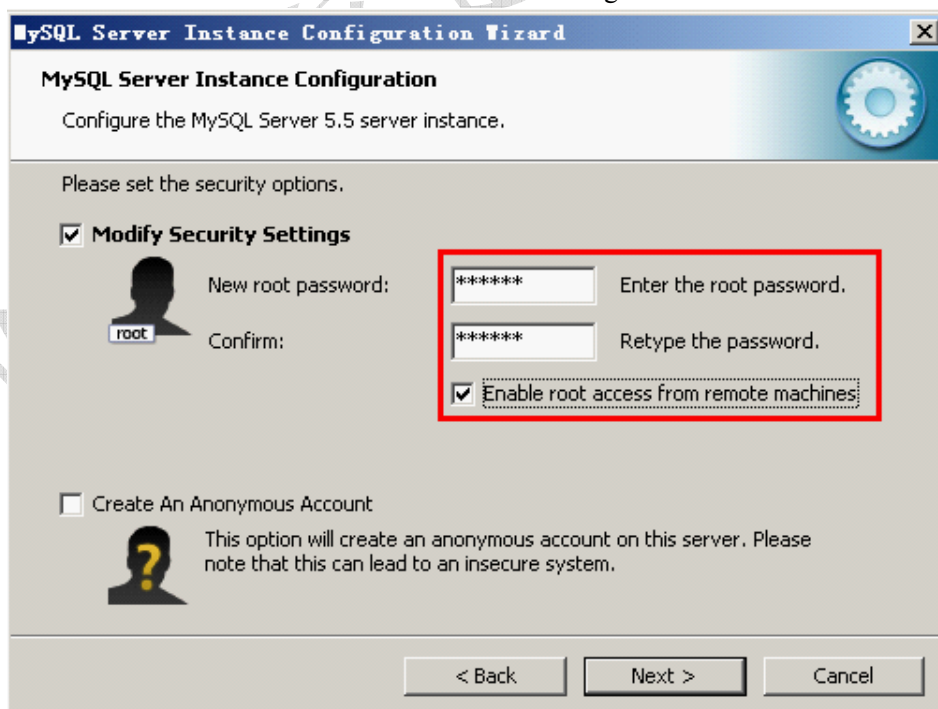 MySQL Server Instance Configuration Wizard
MySQL Server Instance Configuration
Configure the MySQL Server 5.5 server instance.
Please set the security options.
Modify Security Settings
root
New root password:
******
Enter the root password.
Confirm:
******
Retype the password.
Enable root access from remote machines
Create An Anonymous Account
This option will create an anonymous account on this server. Please
note that this can lead to an insecure system.
< Back
Next >
Cancel